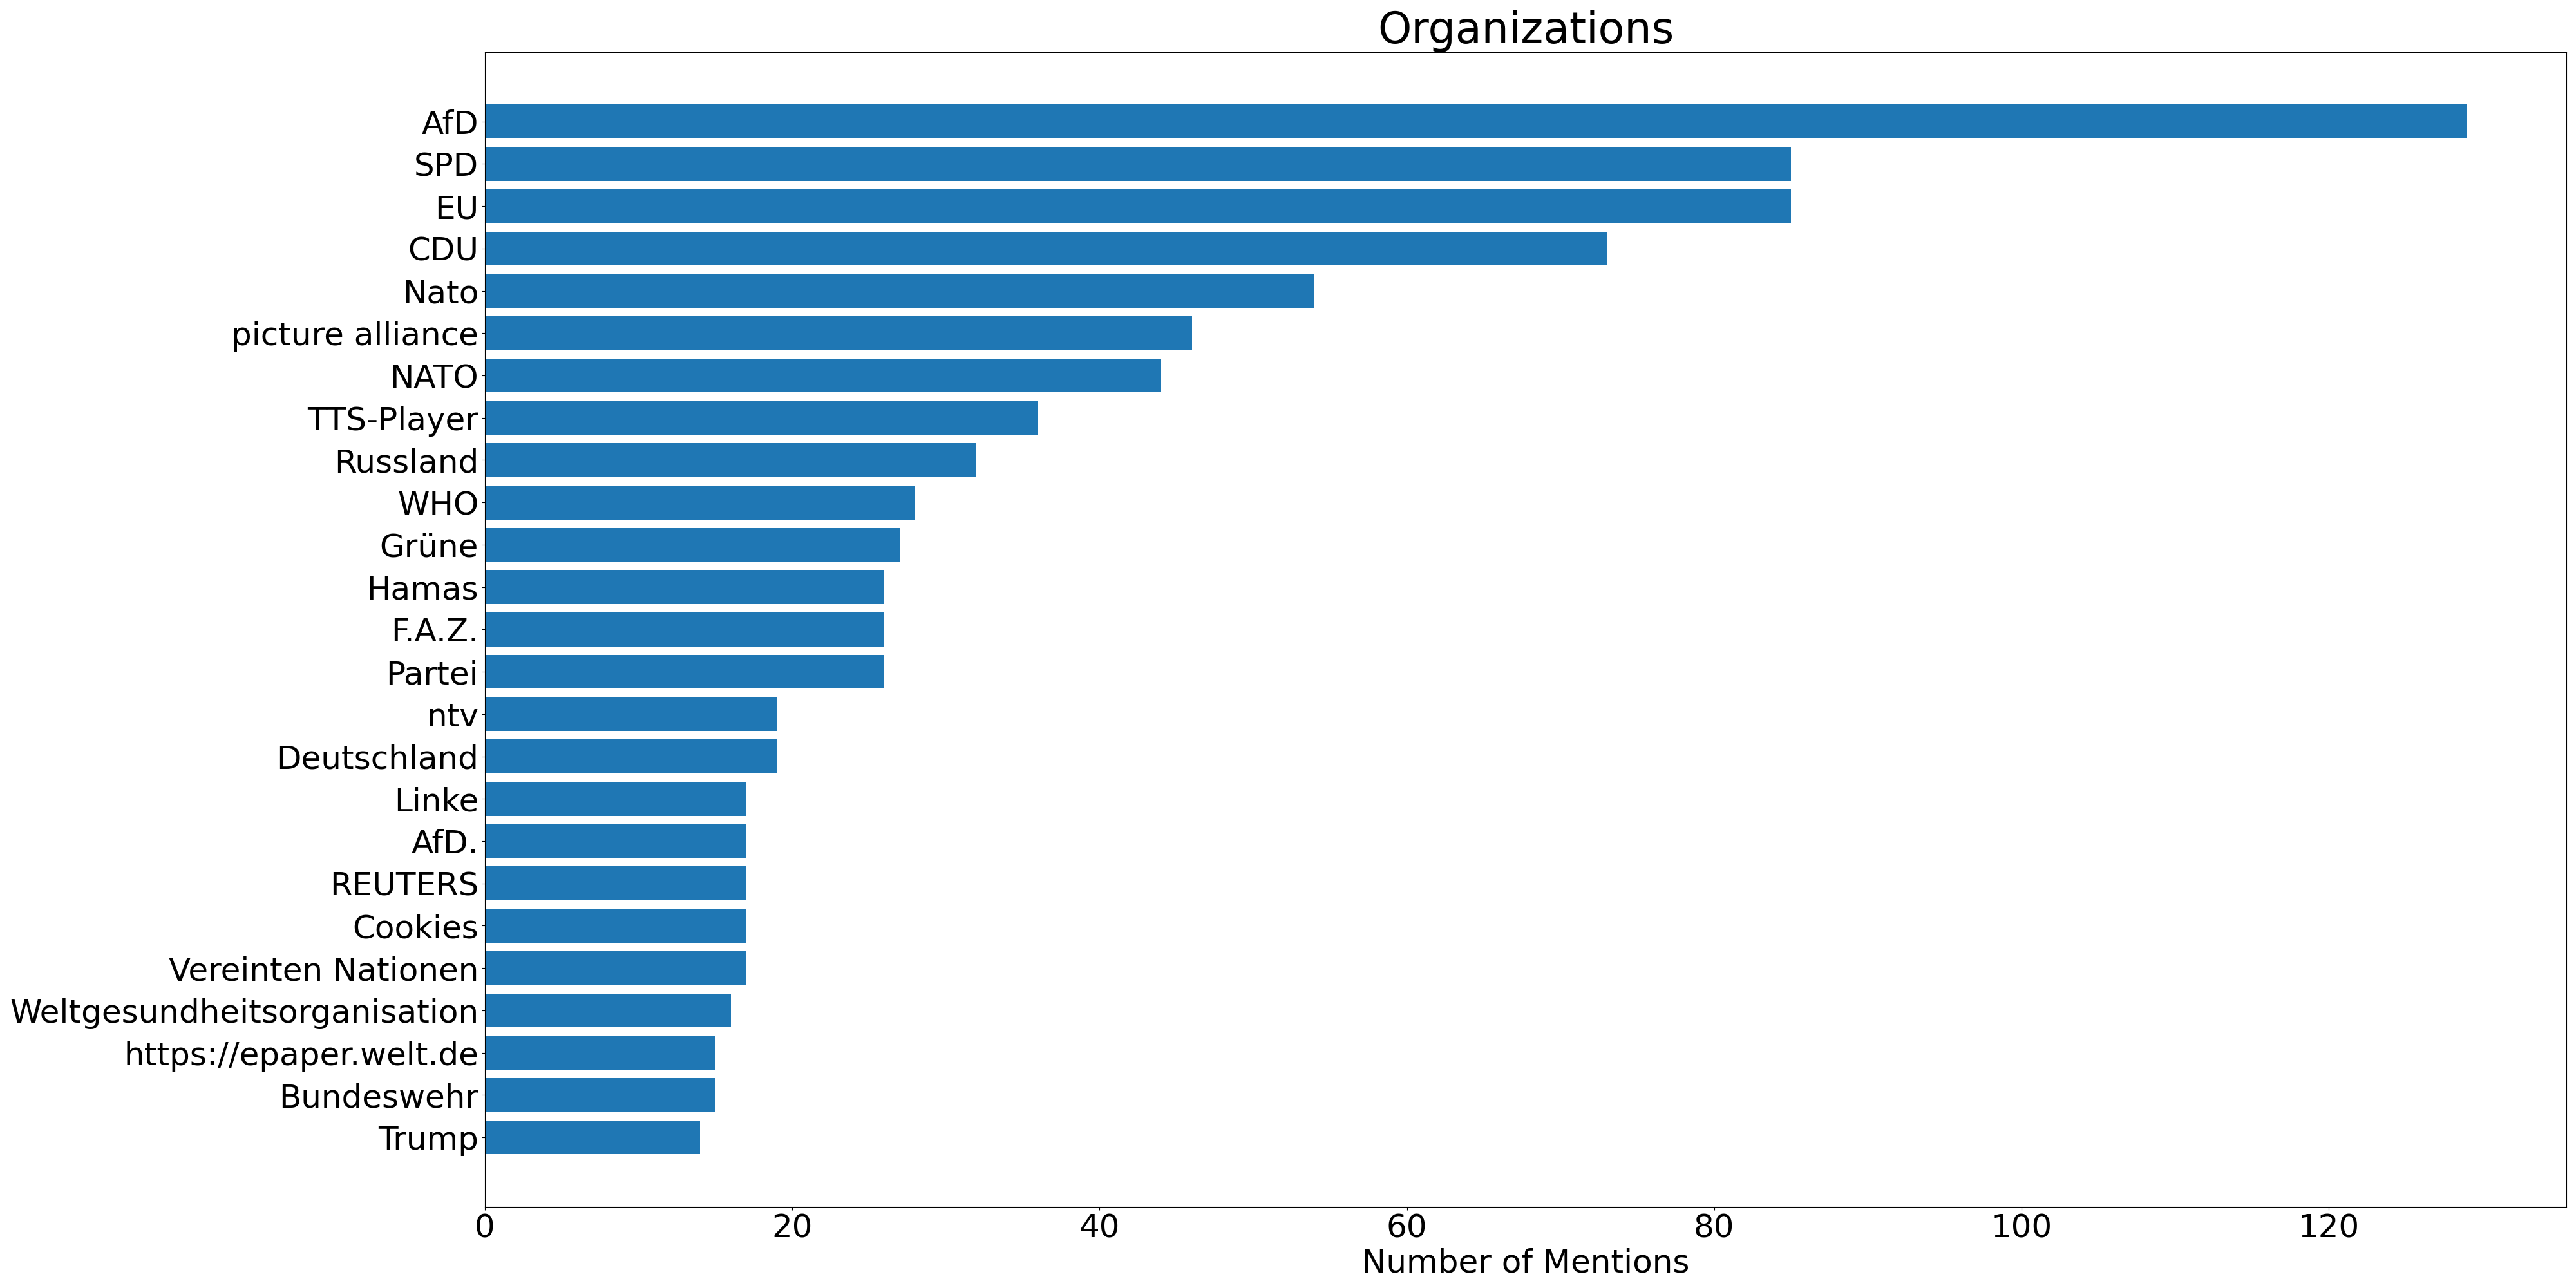 Organizations
AfD
SPD
EU
CDU
Nato
picture alliance
NATO
TTS-Player
Russland
WHO
Grüne
Hamas
F.A.Z.
Partei
ntv
Deutschland
Linke
AfD.
REUTERS
Cookies
Vereinten Nationen
Weltgesundheitsorganisation
https://epaper.welt.de
Bundeswehr
Trump
0 20 40 60 80 100 120
Number of Mentions